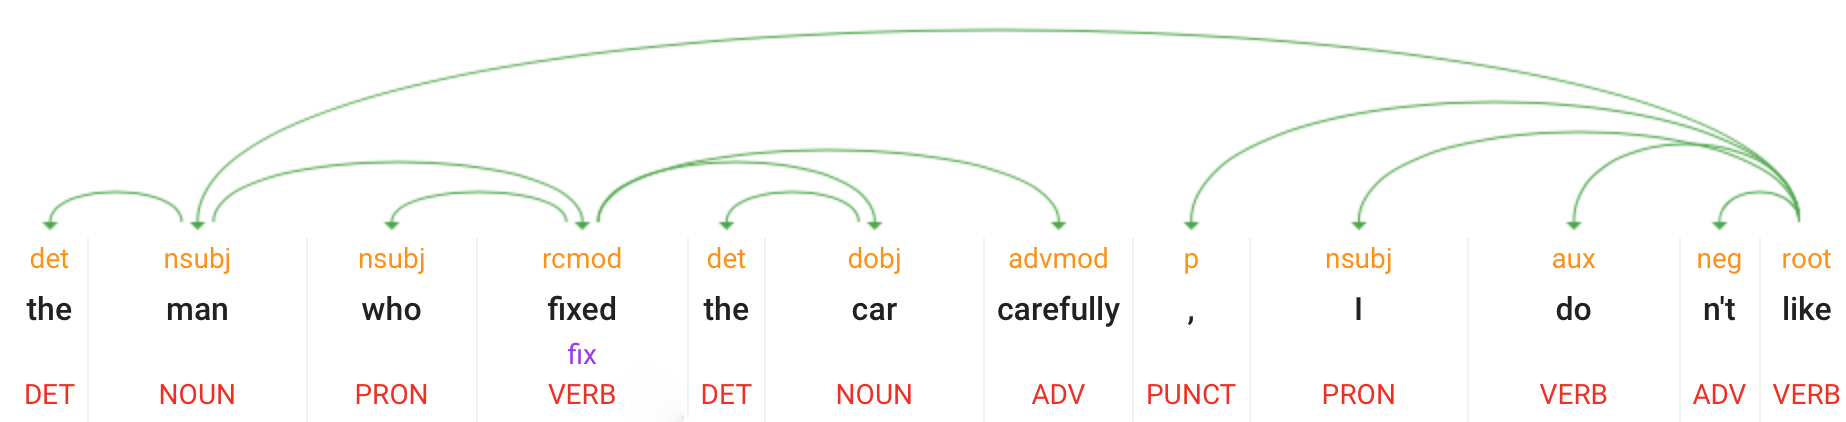 det nsubj nsubj rcmod det dobj advmod p nsubj aux neg root
the man who fixed the car carefully , I do n't like
fix
DET NOUN PRON VERB DET NOUN ADV PUNCT PRON VERB ADV VERB